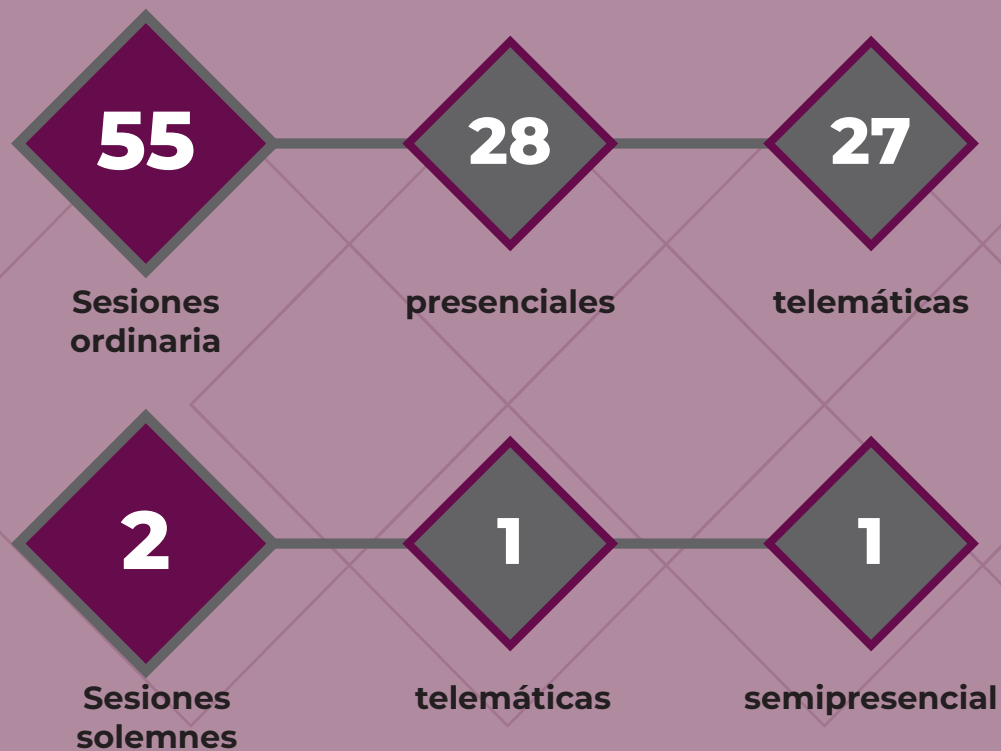 55
28
27
Sesiones
ordinaria
presenciales
telemáticas
2
1
1
Sesiones
solemnes
telemáticas
semipresencial